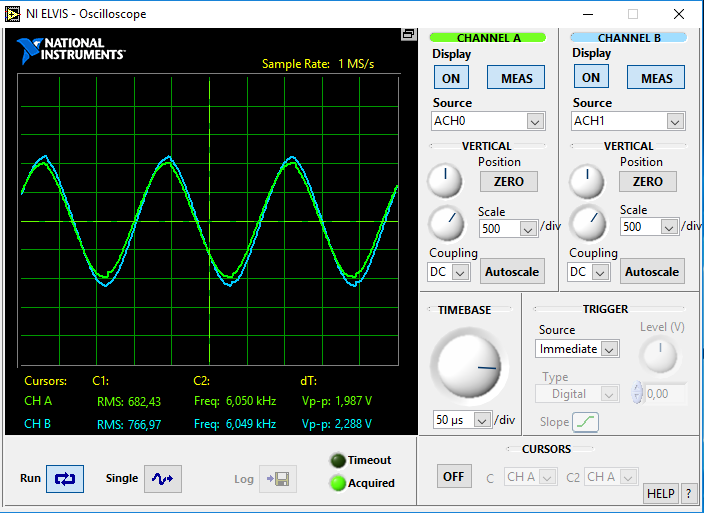 NI ELVIS - Oscilloscope
NATIONAL
INSTRUMENTS
Sample Rate: 1 MS/s
Cursors: C1: C2: dT:
CH A RMS: 682,43 Freq: 6,050 kHz Vp-p: 1,987 V
CH B RMS: 766,97 Freq: 6,049 kHz Vp-p: 2,288 V
Run
Single
Log
Timeout
Acquired
CHANNEL A
Display
ON MEAS
Source
ACH0
VERTICAL
Position
ZERO
Scale
500 /div
Coupling
DC Autoscale
CHANNEL B
Display
ON MEAS
Source
ACH1
VERTICAL
Position
ZERO
Scale
500 /div
Coupling
DC Autoscale
TIMEBASE
50 µs /div
TRIGGER
Source
Immediate
Level (V)
0,00
Type
Digital
Slope
CURSORS
OFF C CH A C2 CH A
HELP ?